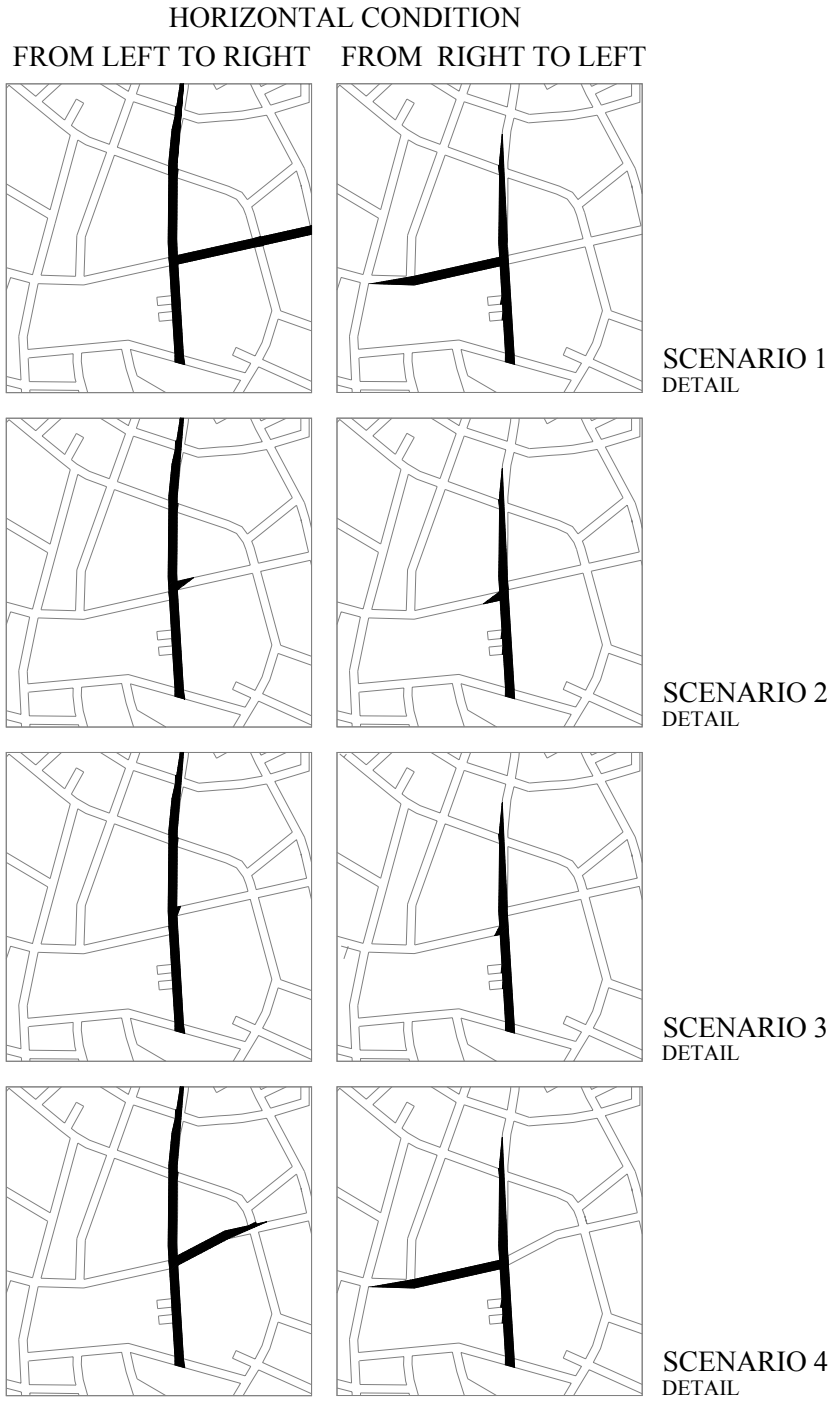 HORIZONTAL CONDITION
FROM LEFT TO RIGHT
FROM RIGHT TO LEFT
SCENARIO 1
DETAIL
SCENARIO 2
DETAIL
SCENARIO 3
DETAIL
SCENARIO 4
DETAIL